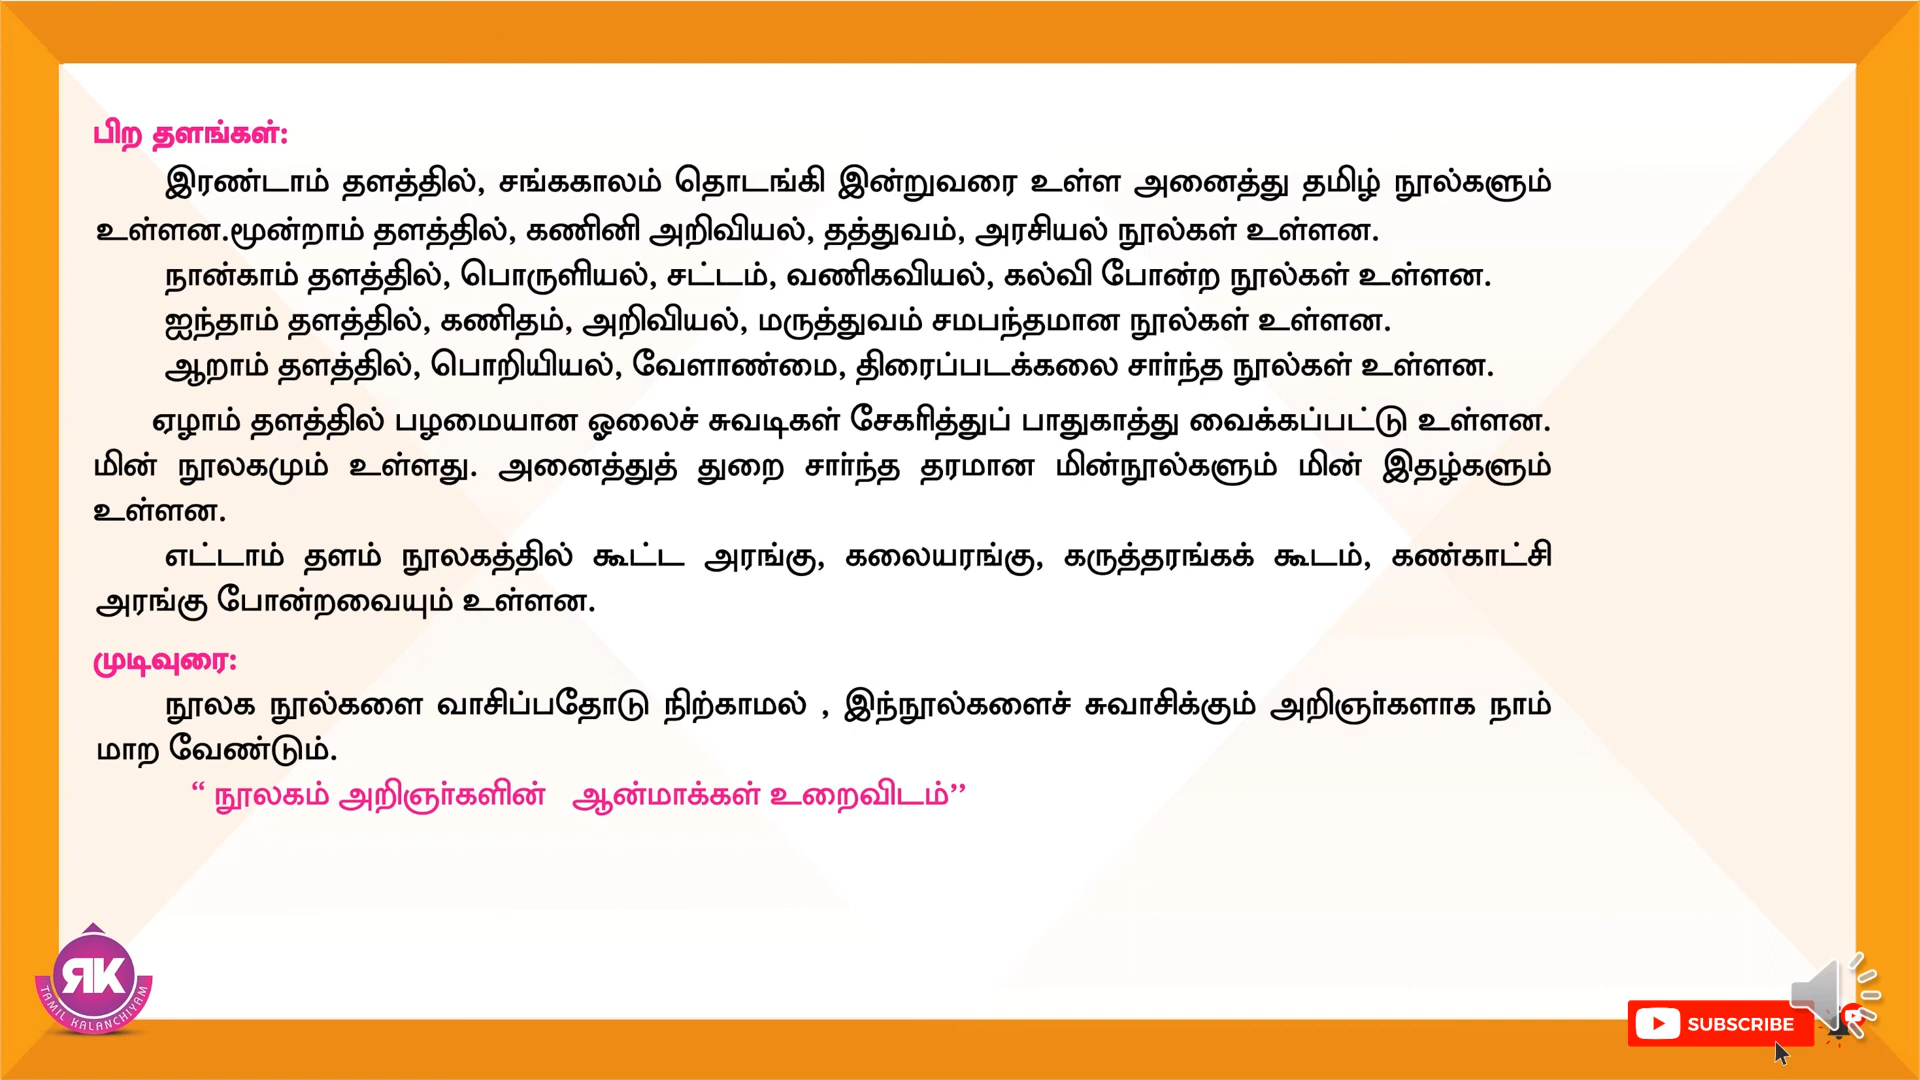 பிற தளங்கள்:
இரண்டாம் தளத்தில், சங்ககாலம் தொடங்கி இன்றுவரை உள்ள அனைத்து தமிழ் நூல்களும்
உள்ளன.மூன்றாம் தளத்தில், கணினி அறிவியல், தத்துவம், அரசியல் நூல்கள் உள்ளன.
நான்காம் தளத்தில், பொருளியல், சட்டம், வணிகவியல், கல்வி போன்ற நூல்கள் உள்ளன.
ஐந்தாம் தளத்தில், கணிதம், அறிவியல், மருத்துவம் சமபந்தமான நூல்கள் உள்ளன.
ஆறாம் தளத்தில், பொறியியல், வேளாண்மை, திரைப்படக்கலை சார்ந்த நூல்கள் உள்ளன.
ஏழாம் தளத்தில் பழமையான ஓலைச் சுவடிகள் சேகரித்துப் பாதுகாத்து வைக்கப்பட்டு உள்ளன.
மின் நூலகமும் உள்ளது. அனைத்துத் துறை சார்ந்த தரமான மின்நூல்களும் மின் இதழ்களும்
உள்ளன.
எட்டாம் தளம் நூலகத்தில் கூட்ட அரங்கு, கலையரங்கு, கருத்தரங்கக் கூடம், கண்காட்சி
அரங்கு போன்றவையும் உள்ளன.
முடிவுரை:
நூலக நூல்களை வாசிப்பதோடு நிற்காமல் , இந்நூல்களைச் சுவாசிக்கும் அறிஞர்களாக நாம்
மாற வேண்டும்.
“ நூலகம் அறிஞர்களின் ஆன்மாக்கள் உறைவிடம்’’
ЯK
TAMIL KALANCHIYAM
SUBSCRIBE